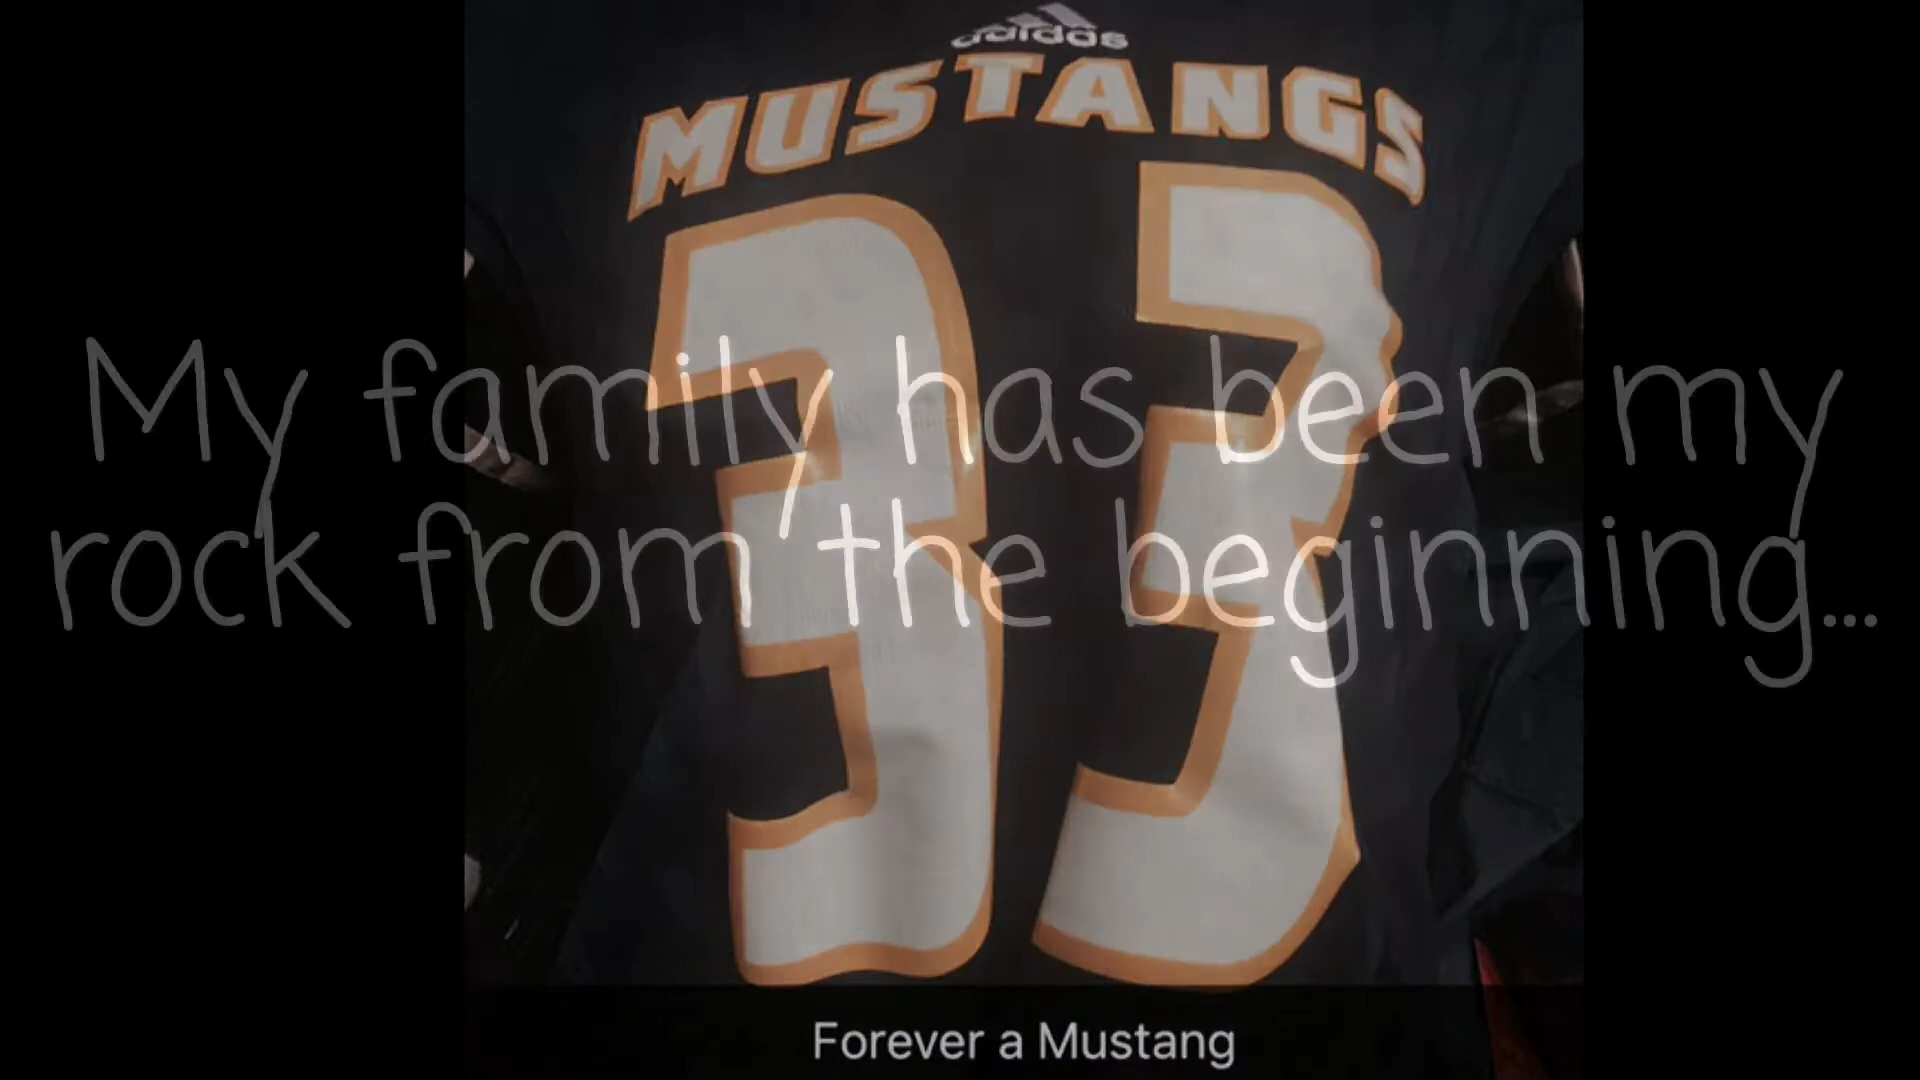 adidas
MUSTANGS
33
My family has been my
rock from the beginning...
Forever a Mustang